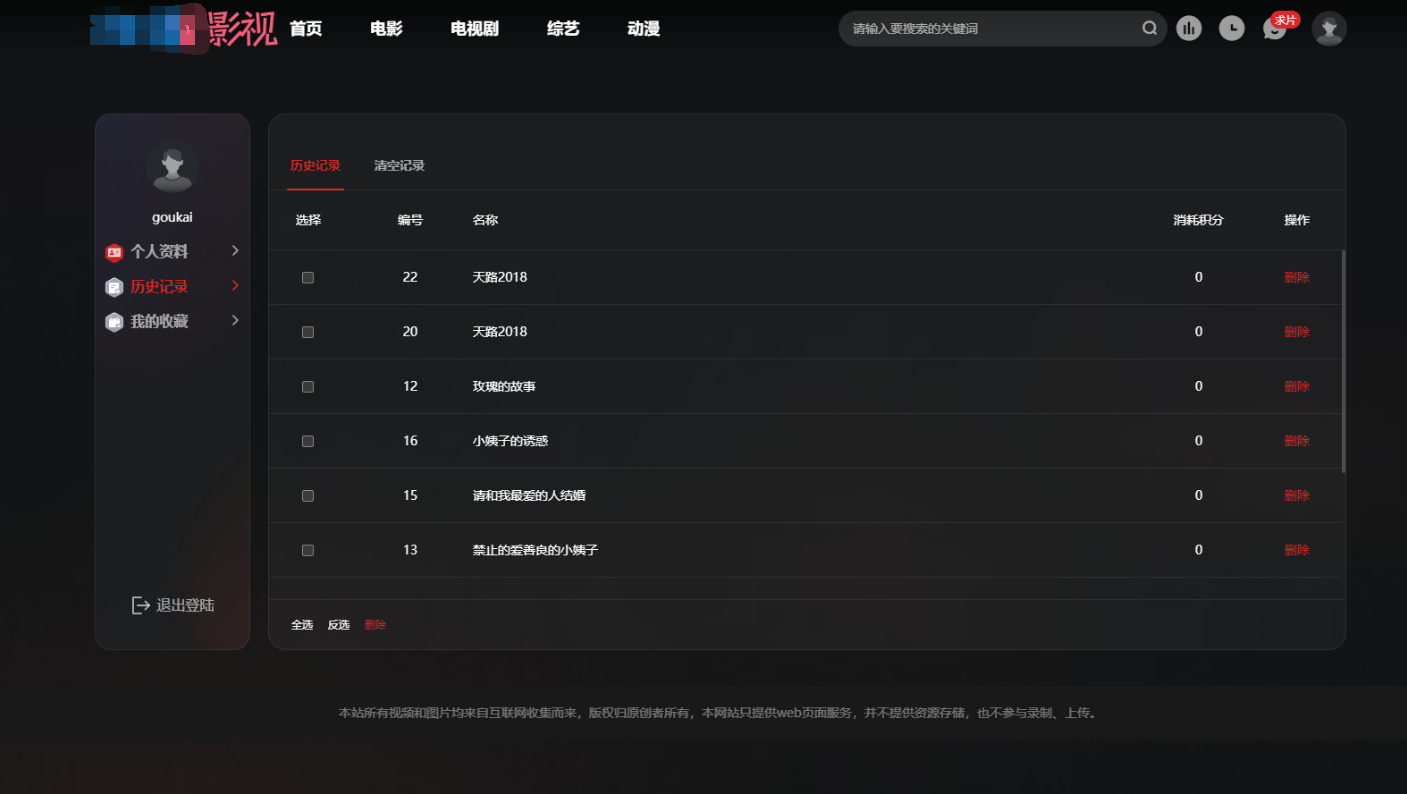 影视 首页 电影 电视剧 综艺 动漫 请输入要搜索的关键词 求片
goukai
个人资料
历史记录
我的收藏
退出登陆
历史记录 清空记录
选择 编号 名称 消耗积分 操作
22 天路2018 0 删除
20 天路2018 0 删除
12 玫瑰的故事 0 删除
16 小姨子的诱惑 0 删除
15 请和我最爱的人结婚 0 删除
13 禁止的爱善良的小姨子 0 删除
全选 反选 删除
本站所有视频和图片均来自互联网收集而来，版权归原创者所有，本网站只提供web页面服务，并不提供资源存储，也不参与录制、上传。